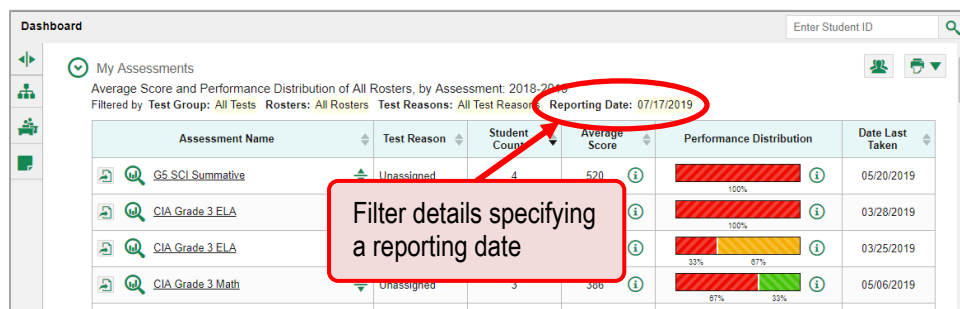 Dashboard
Enter Student ID
My Assessments
Average Score and Performance Distribution of All Rosters, by Assessment: 2018-2019
Filtered by Test Group: All Tests Rosters: All Rosters Test Reasons: All Test Reasons Reporting Date: 07/17/2019
Assessment Name Test Reason Student Count Average Score Performance Distribution Date Last Taken
G5 SCI Summative Unassigned 4 520 05/20/2019
100%
CIA Grade 3 ELA 03/28/2019
100%
CIA Grade 3 ELA 03/25/2019
33% 67%
CIA Grade 3 Math Unassigned 3 386 05/06/2019
67% 33%
Filter details specifying
a reporting date